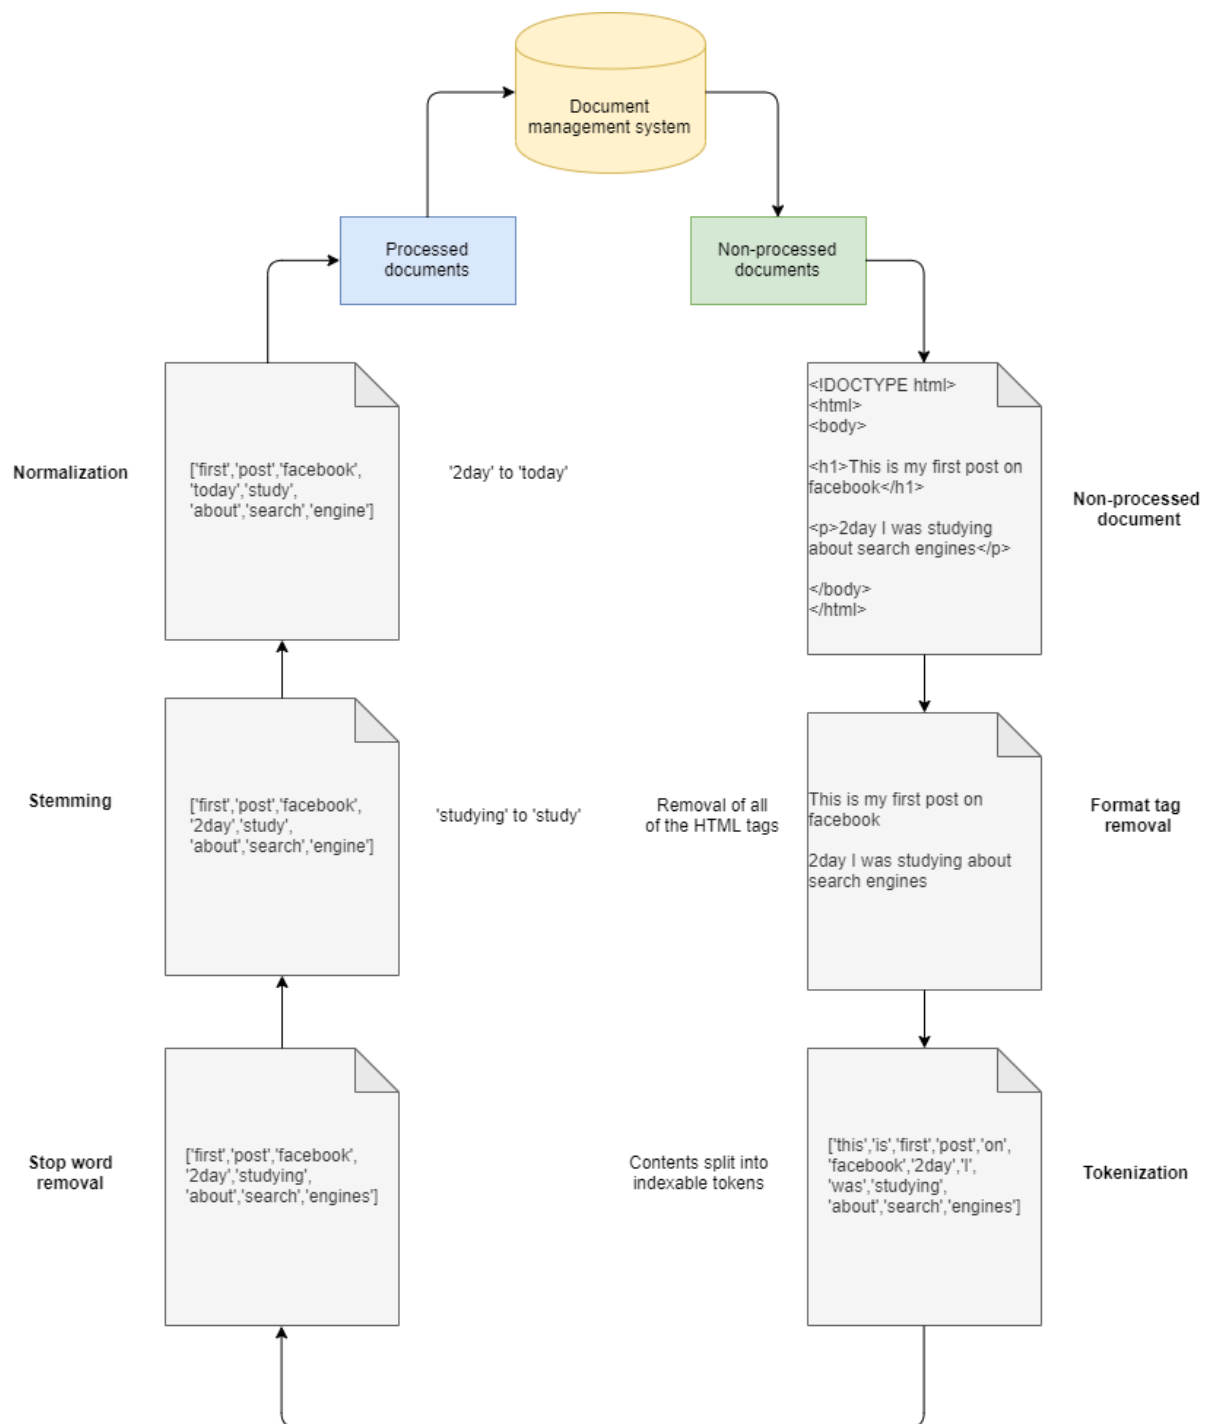 Document
management system
Processed
documents
Non-processed
documents
Normalization
['first','post','facebook',
'today','study',
'about','search','engine']
'2day' to 'today'
<!DOCTYPE html>
<html>
<body>
<h1>This is my first post on
facebook</h1>
<p>2day I was studying
about search engines</p>
</body>
</html>
Non-processed
document
Stemming
['first','post','facebook',
'2day','study',
'about','search','engine']
'studying' to 'study'
Removal of all
of the HTML tags
This is my first post on
facebook
2day I was studying about
search engines
Format tag
removal
Stop word
removal
['first','post','facebook',
'2day','studying',
'about','search','engines']
Contents split into
indexable tokens
['this','is','first','post','on',
'facebook','2day','I',
'was','studying',
'about','search','engines']
Tokenization